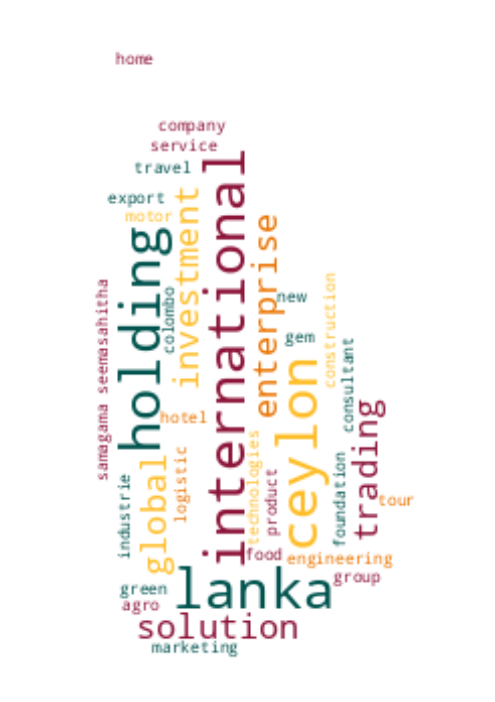 home
company
service
travel
international
export
investment
motor
enterprise
holding
new
construction
samagama seemasahitha
colombo
gem
consultant
ceylon
trading
hotel
technologies
logistic
foundation
global
product
industrie
tour
food
engineering
lanka
group
green
agro
solution
marketing